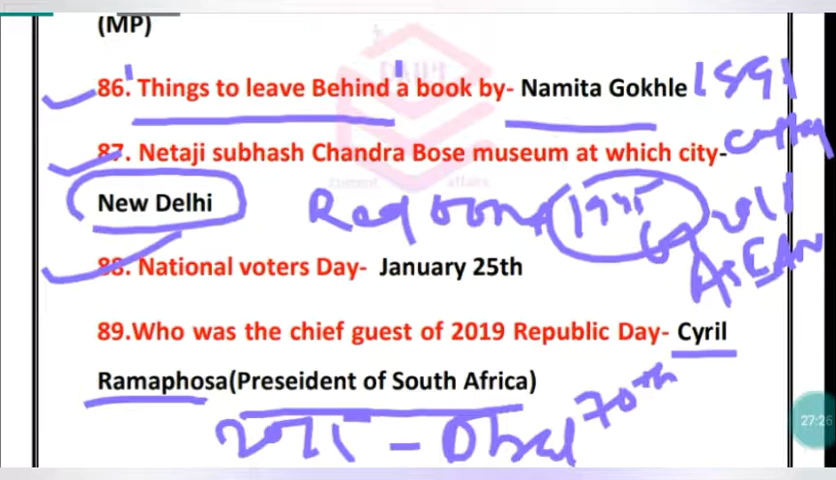 (MP)
86. Things to leave Behind a book by- Namita Gokhle 1891
87. Netaji subhash Chandra Bose museum at which city-
New Delhi
88. National voters Day- January 25th
ASEAN
89.Who was the chief guest of 2019 Republic Day- Cyril
Ramaphosa(Preseident of South Africa)
70th
27:26